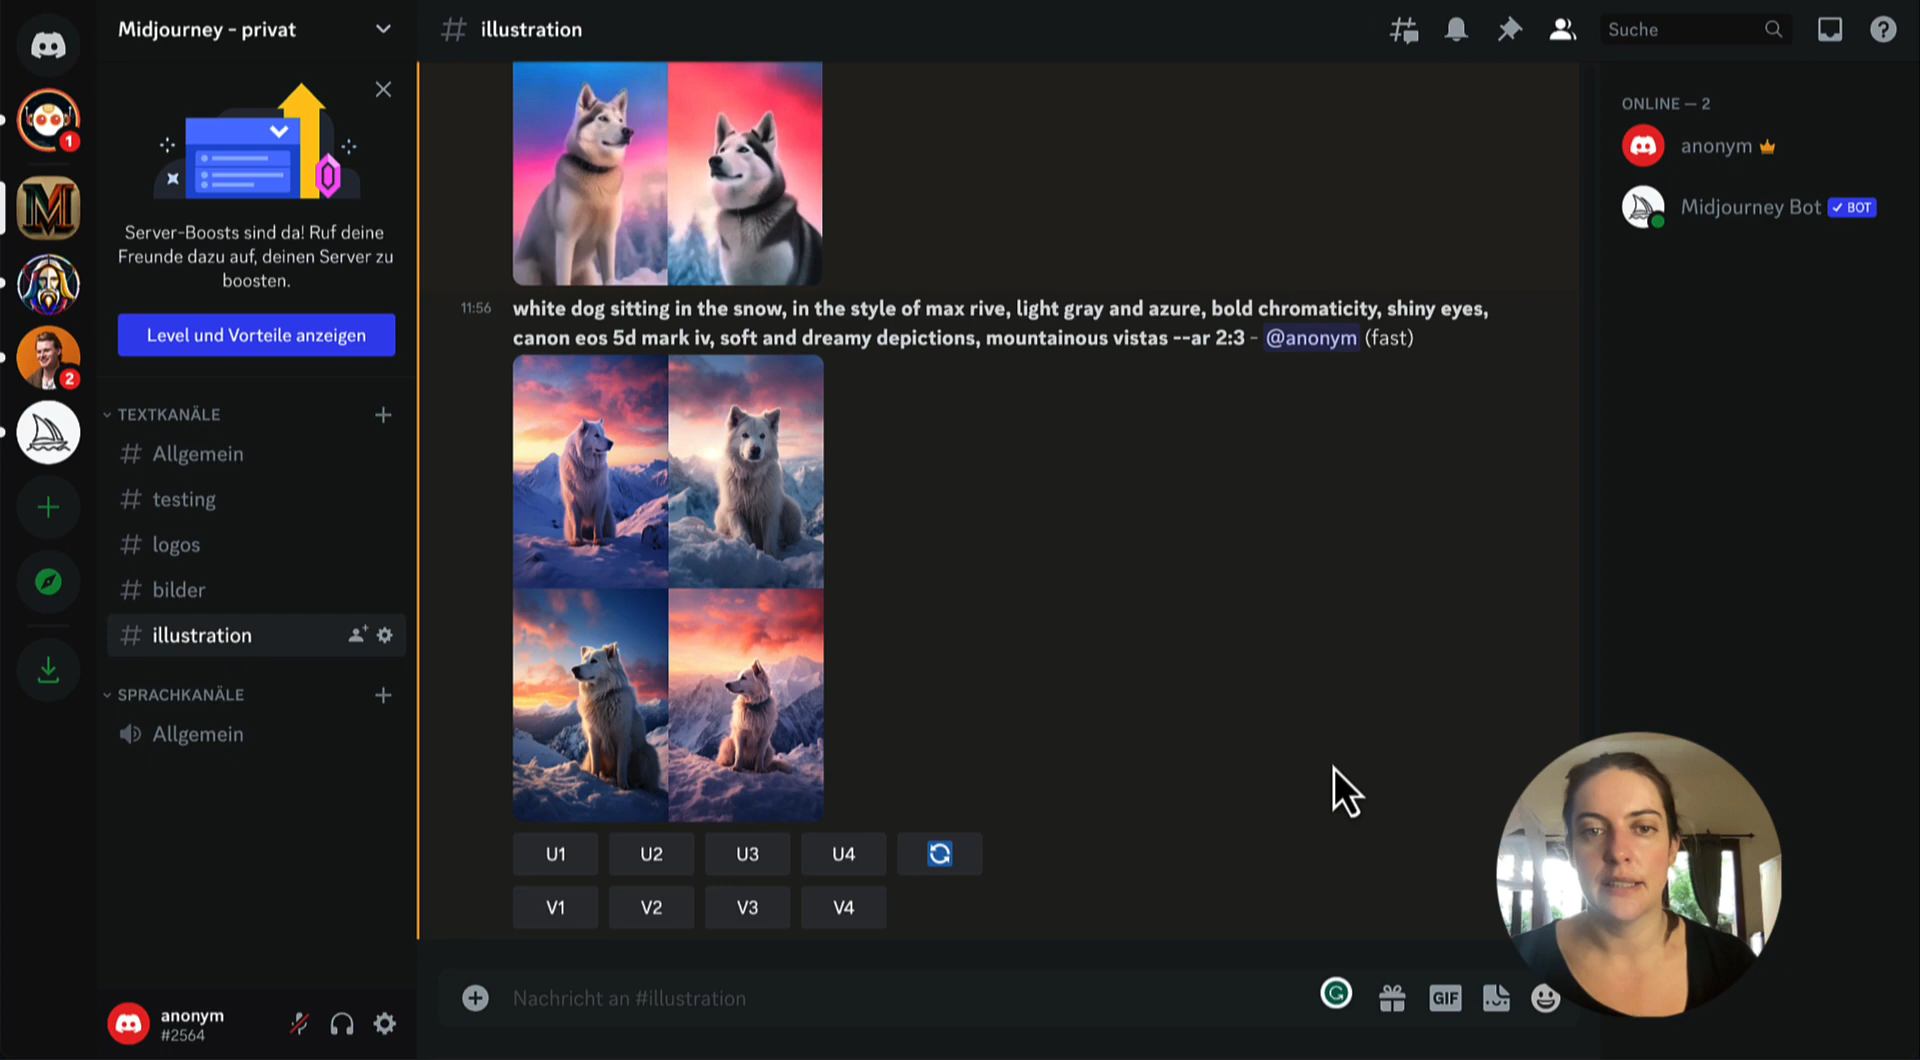 Midjourney - privat
illustration
Suche
1
M
2
Server-Boosts sind da! Ruf deine
Freunde dazu auf, deinen Server zu
boosten.
Level und Vorteile anzeigen
TEXTKANÄLE
Allgemein
testing
logos
bilder
illustration
SPRACHKANÄLE
Allgemein
anonym
#2564
11:56
white dog sitting in the snow, in the style of max rive, light gray and azure, bold chromaticity, shiny eyes,
canon eos 5d mark iv, soft and dreamy depictions, mountainous vistas --ar 2:3 - @anonym (fast)
U1 U2 U3 U4
V1 V2 V3 V4
Nachricht an #illustration
GIF
ONLINE — 2
anonym
Midjourney Bot BOT